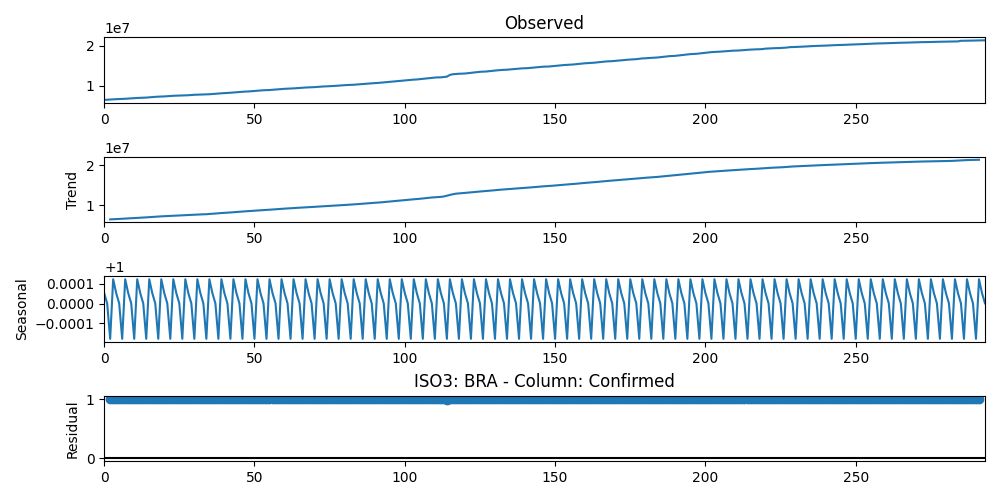 Observed
1e7
2
1
0 50 100 150 200 250
1e7
Trend
2
1
0 50 100 150 200 250
+1
Seasonal
0.0001
0.0000
−0.0001
0 50 100 150 200 250
ISO3: BRA - Column: Confirmed
Residual
1
0
0 50 100 150 200 250